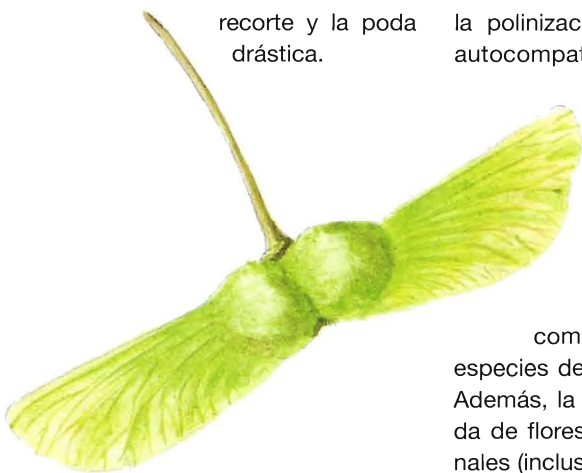 recorte y la poda
drástica.
la polinizac
autocompat
com
especies de
Además, la
da de flores
nales (inclus